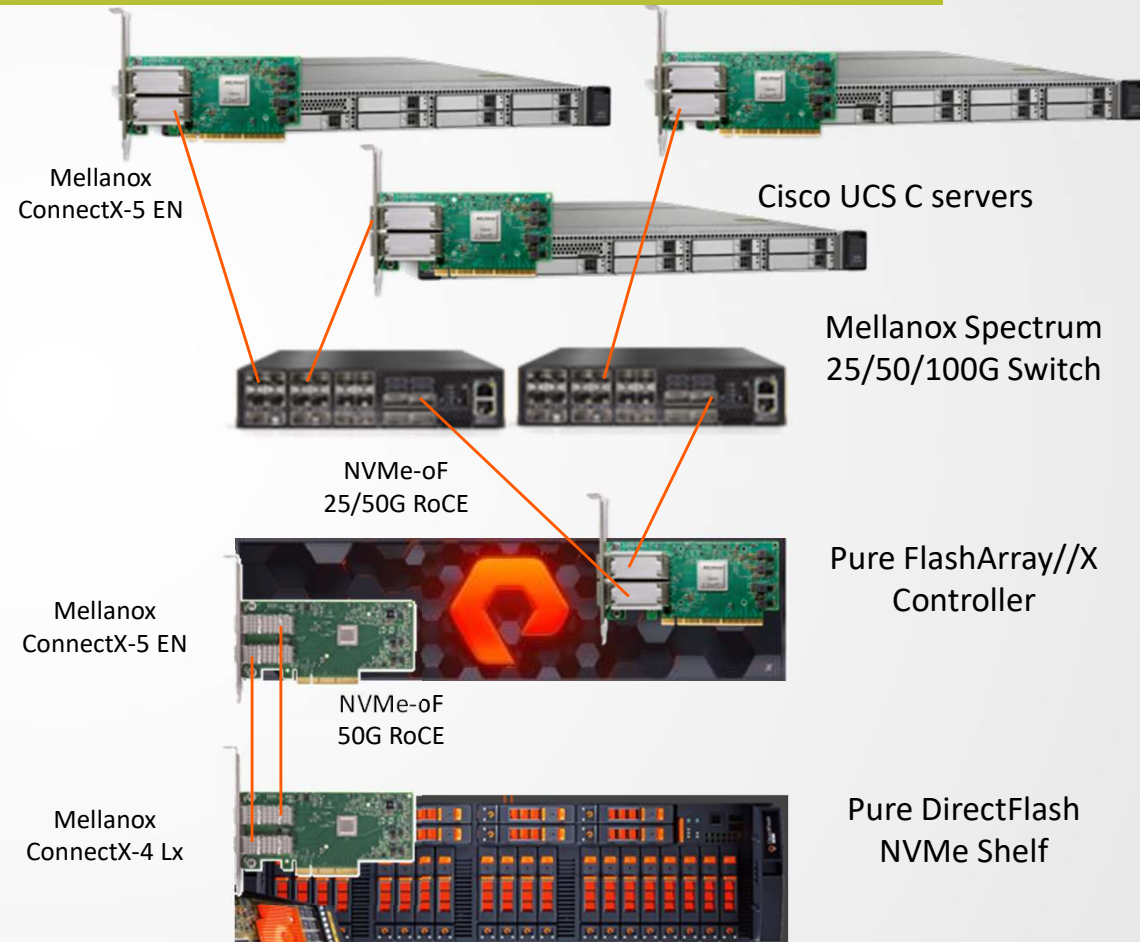 Mellanox
ConnectX-5 EN
Cisco UCS C servers
Mellanox Spectrum
25/50/100G Switch
NVMe-oF
25/50G RoCE
Pure FlashArray//X
Controller
Mellanox
ConnectX-5 EN
NVMe-oF
50G RoCE
Mellanox
ConnectX-4 Lx
Pure DirectFlash
NVMe Shelf